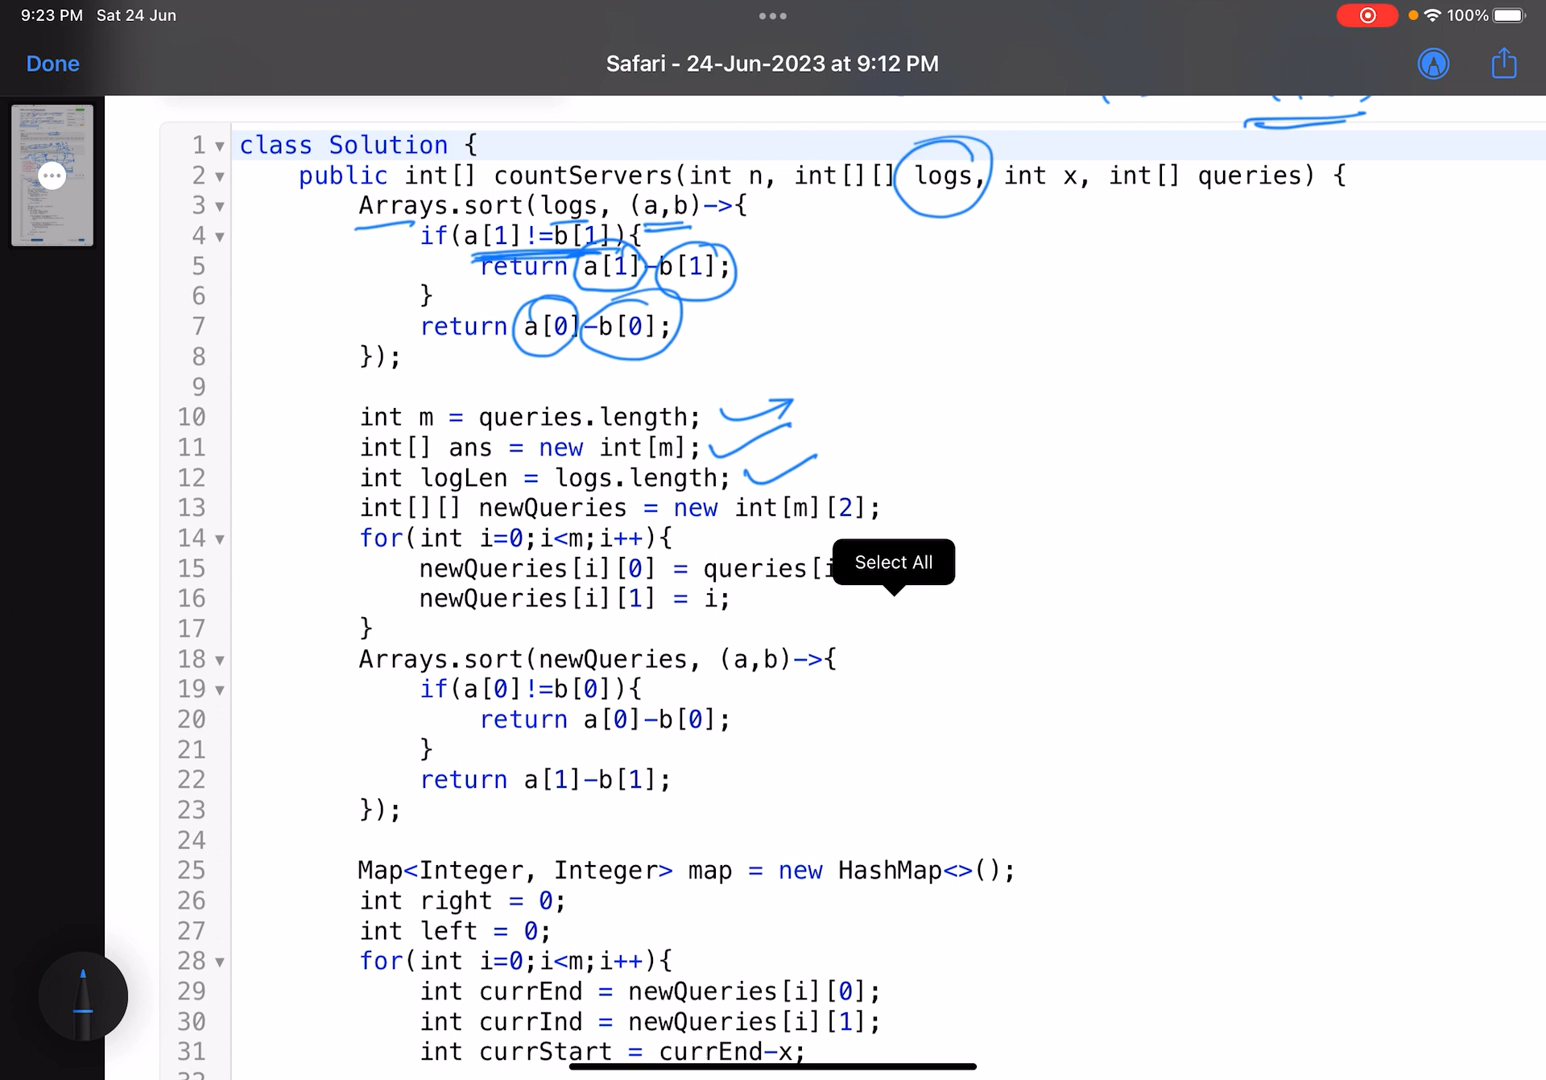 9:23 PM Sat 24 Jun
100%
Done
Safari - 24-Jun-2023 at 9:12 PM
1 class Solution {
2 public int[] countServers(int n, int[][] logs, int x, int[] queries) {
3 Arrays.sort(logs, (a,b)->{
4 if(a[1]!=b[1]){
5 return a[1]-b[1];
6 }
7 return a[0]-b[0];
8 });
9
10 int m = queries.length;
11 int[] ans = new int[m];
12 int logLen = logs.length;
13 int[][] newQueries = new int[m][2];
14 for(int i=0;i<m;i++){
15 newQueries[i][0] = queries[i
Select All
16 newQueries[i][1] = i;
17 }
18 Arrays.sort(newQueries, (a,b)->{
19 if(a[0]!=b[0]){
20 return a[0]-b[0];
21 }
22 return a[1]-b[1];
23 });
24
25 Map<Integer, Integer> map = new HashMap<>();
26 int right = 0;
27 int left = 0;
28 for(int i=0;i<m;i++){
29 int currEnd = newQueries[i][0];
30 int currInd = newQueries[i][1];
31 int currStart = currEnd-x;